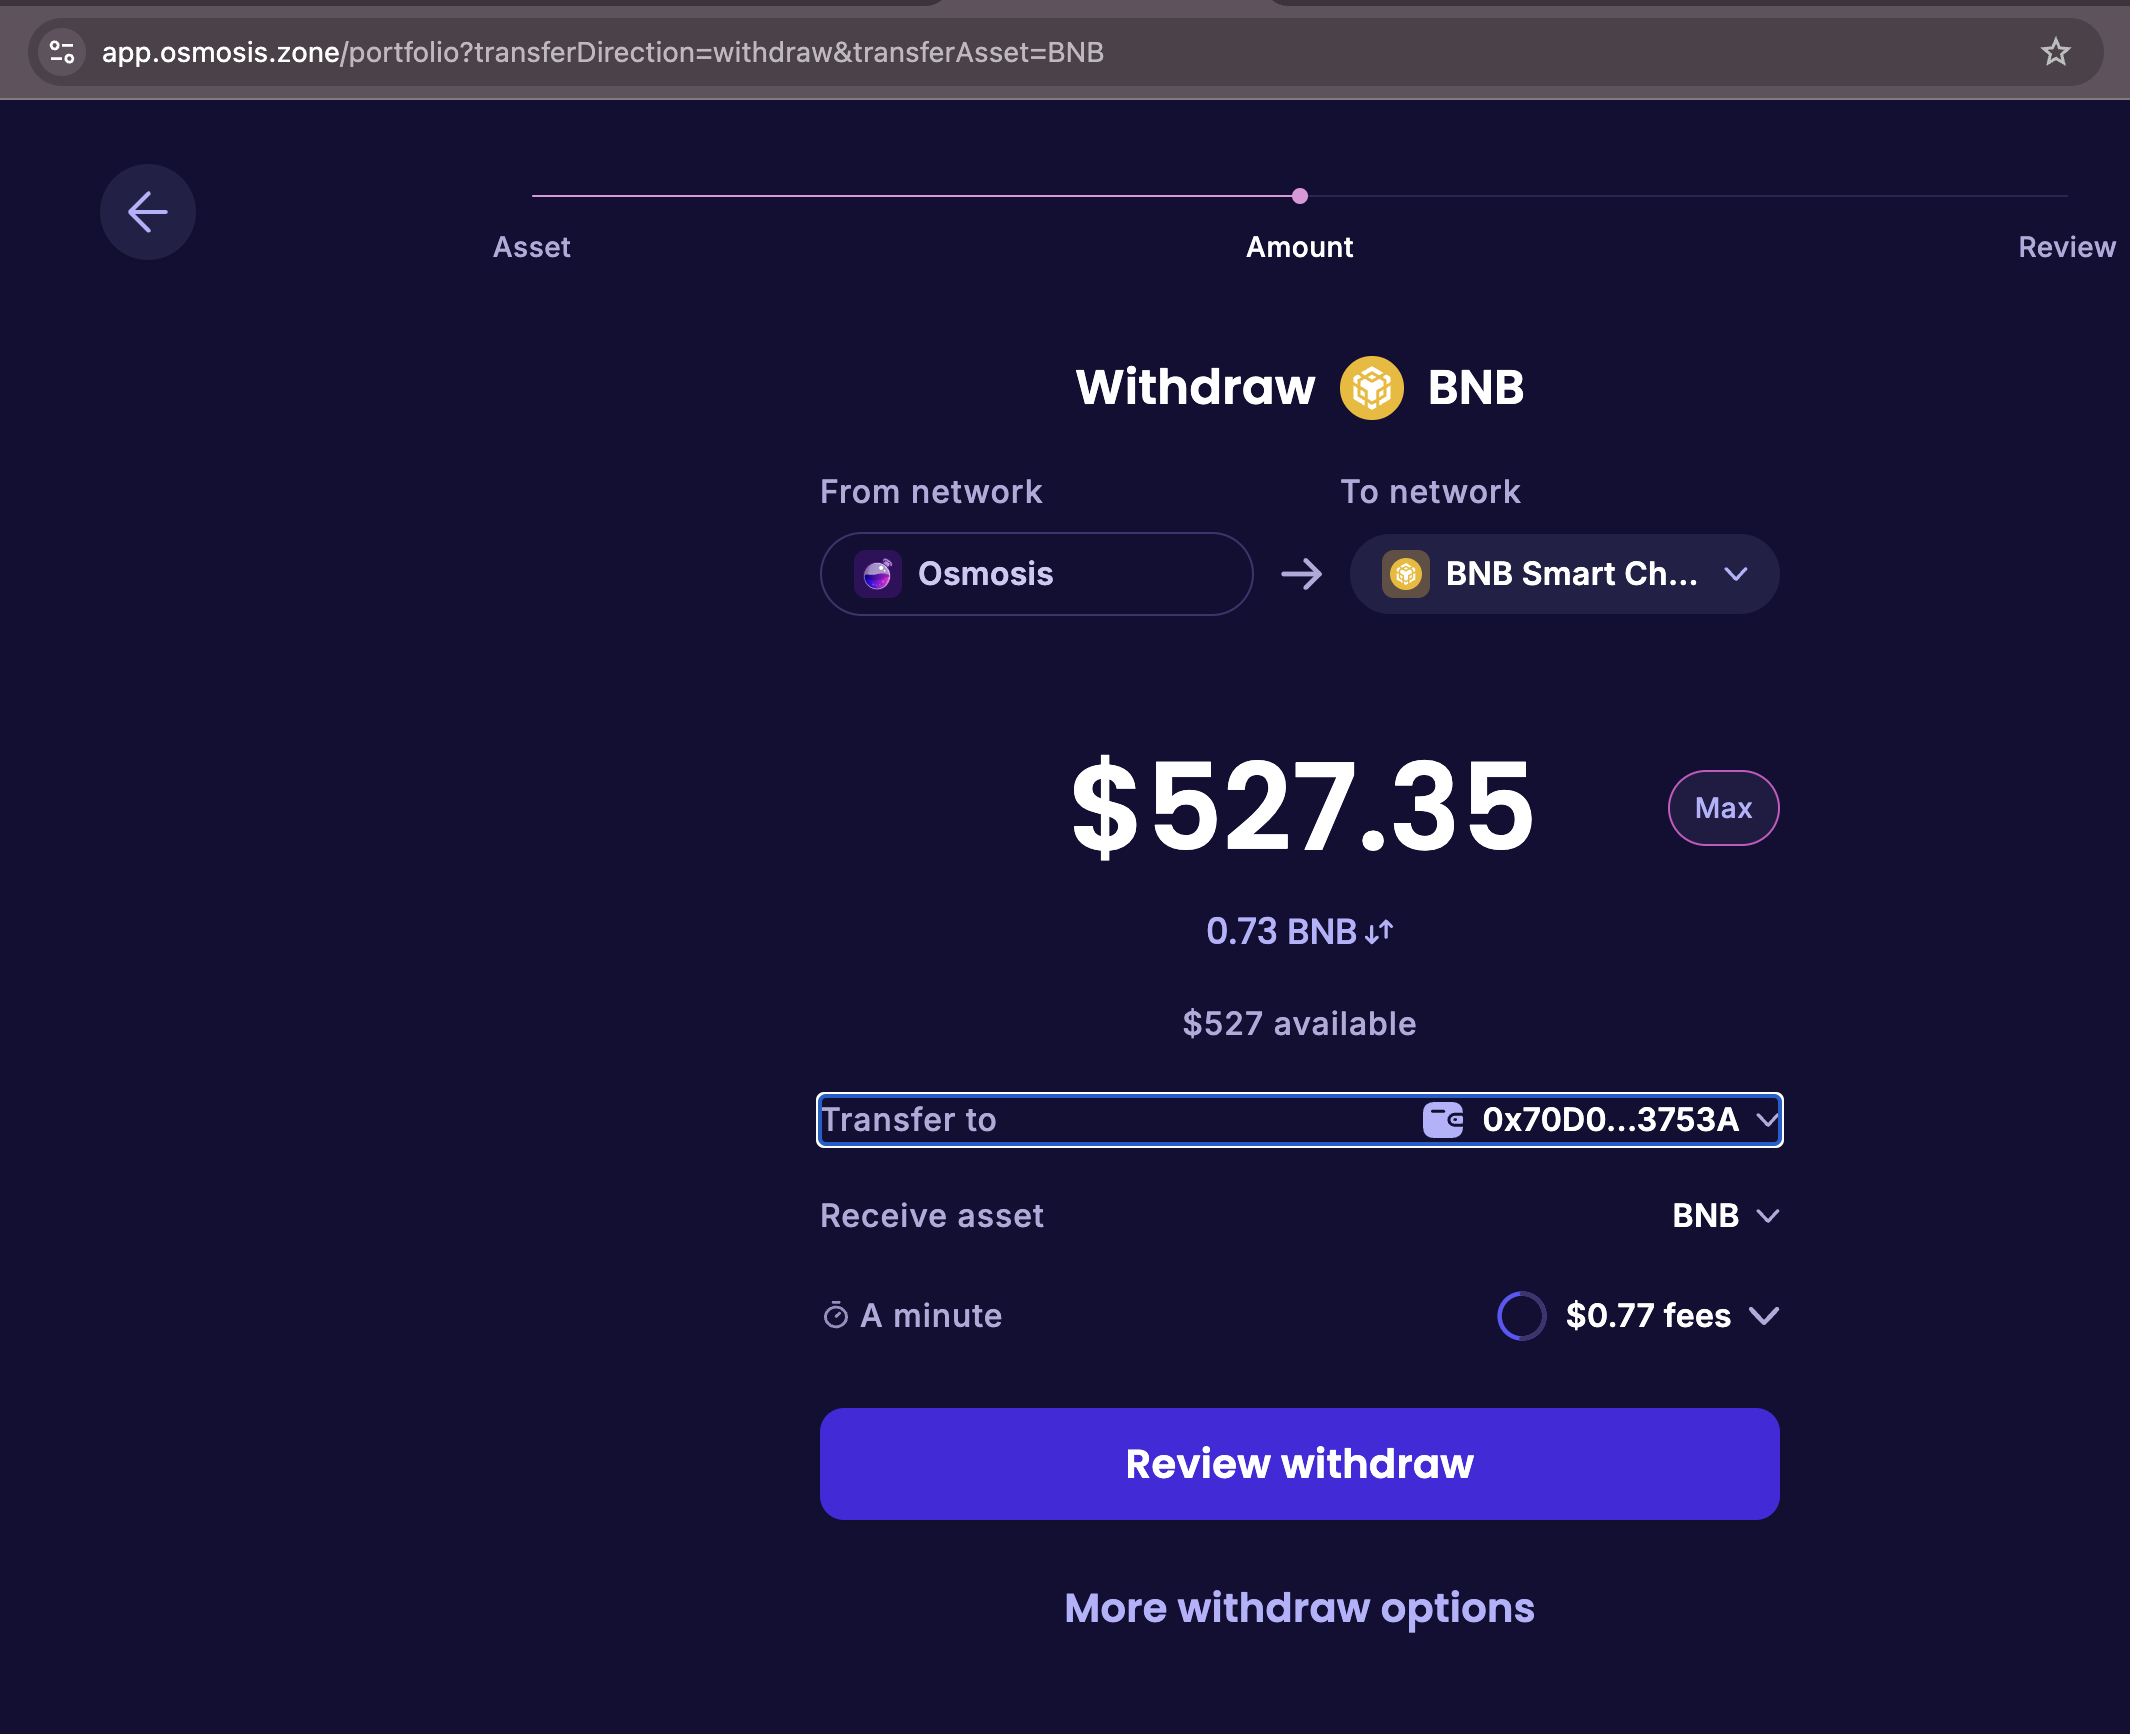 app.osmosis.zone/portfolio?transferDirection=withdraw&transferAsset=BNB
Asset
Amount
Review
Withdraw BNB
From network
To network
Osmosis
BNB Smart Ch...
$527.35
Max
0.73 BNB
$527 available
Transfer to
0x70D0...3753A
Receive asset
BNB
A minute
$0.77 fees
Review withdraw
More withdraw options